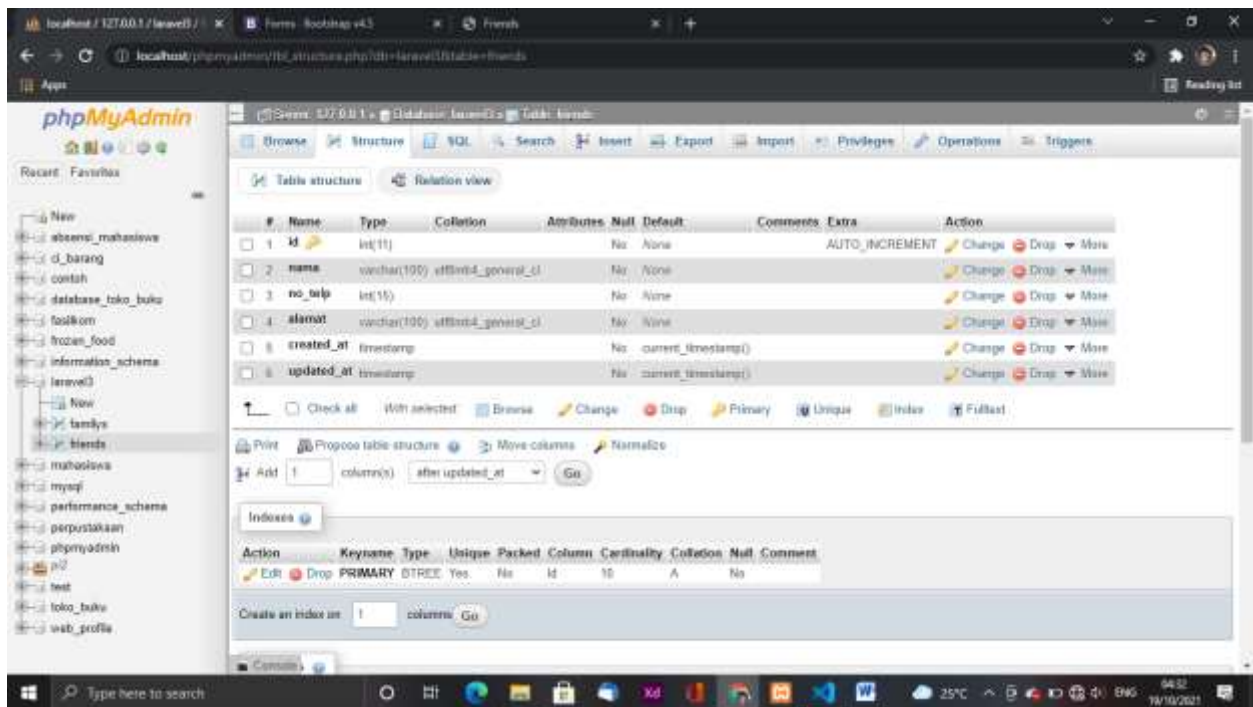 localhost / 127.0.0.1 / laravel3 /
Forms · Bootstrap v4.5
Friends
localhost/phpmyadmin/tbl_structure.php?db=laravel3&table=friends
Apps
Reading list
phpMyAdmin
Recent Favorites
New
absensi_mahasiswa
ci_barang
contoh
database_toko_buku
fasilkom
frozen_food
information_schema
laravel3
New
familys
friends
mahasiswa
mysql
performance_schema
perpustakaan
phpmyadmin
test
toko_buku
web_profile
Server: 127.0.0.1 » Database: laravel3 » Table: friends
Browse Structure SQL Search Insert Export Import Privileges Operations Triggers
Table structure Relation view
# Name Type Collation Attributes Null Default Comments Extra Action
1 id int(11) No None AUTO_INCREMENT Change Drop More
2 nama varchar(100) utf8mb4_general_ci No None Change Drop More
3 no_telp int(15) No None Change Drop More
4 alamat varchar(100) utf8mb4_general_ci No None Change Drop More
5 created_at timestamp No current_timestamp() Change Drop More
6 updated_at timestamp No current_timestamp() Change Drop More
Check all With selected: Browse Change Drop Primary Unique Index Fulltext
Print Propose table structure Move columns Normalize
Add 1 column(s) after updated_at Go
Indexes
Action Keyname Type Unique Packed Column Cardinality Collation Null Comment
Edit Drop PRIMARY BTREE Yes No id 10 A No
Create an index on 1 columns Go
Console
Type here to search
25°C
ENG
04:32
19/10/2021